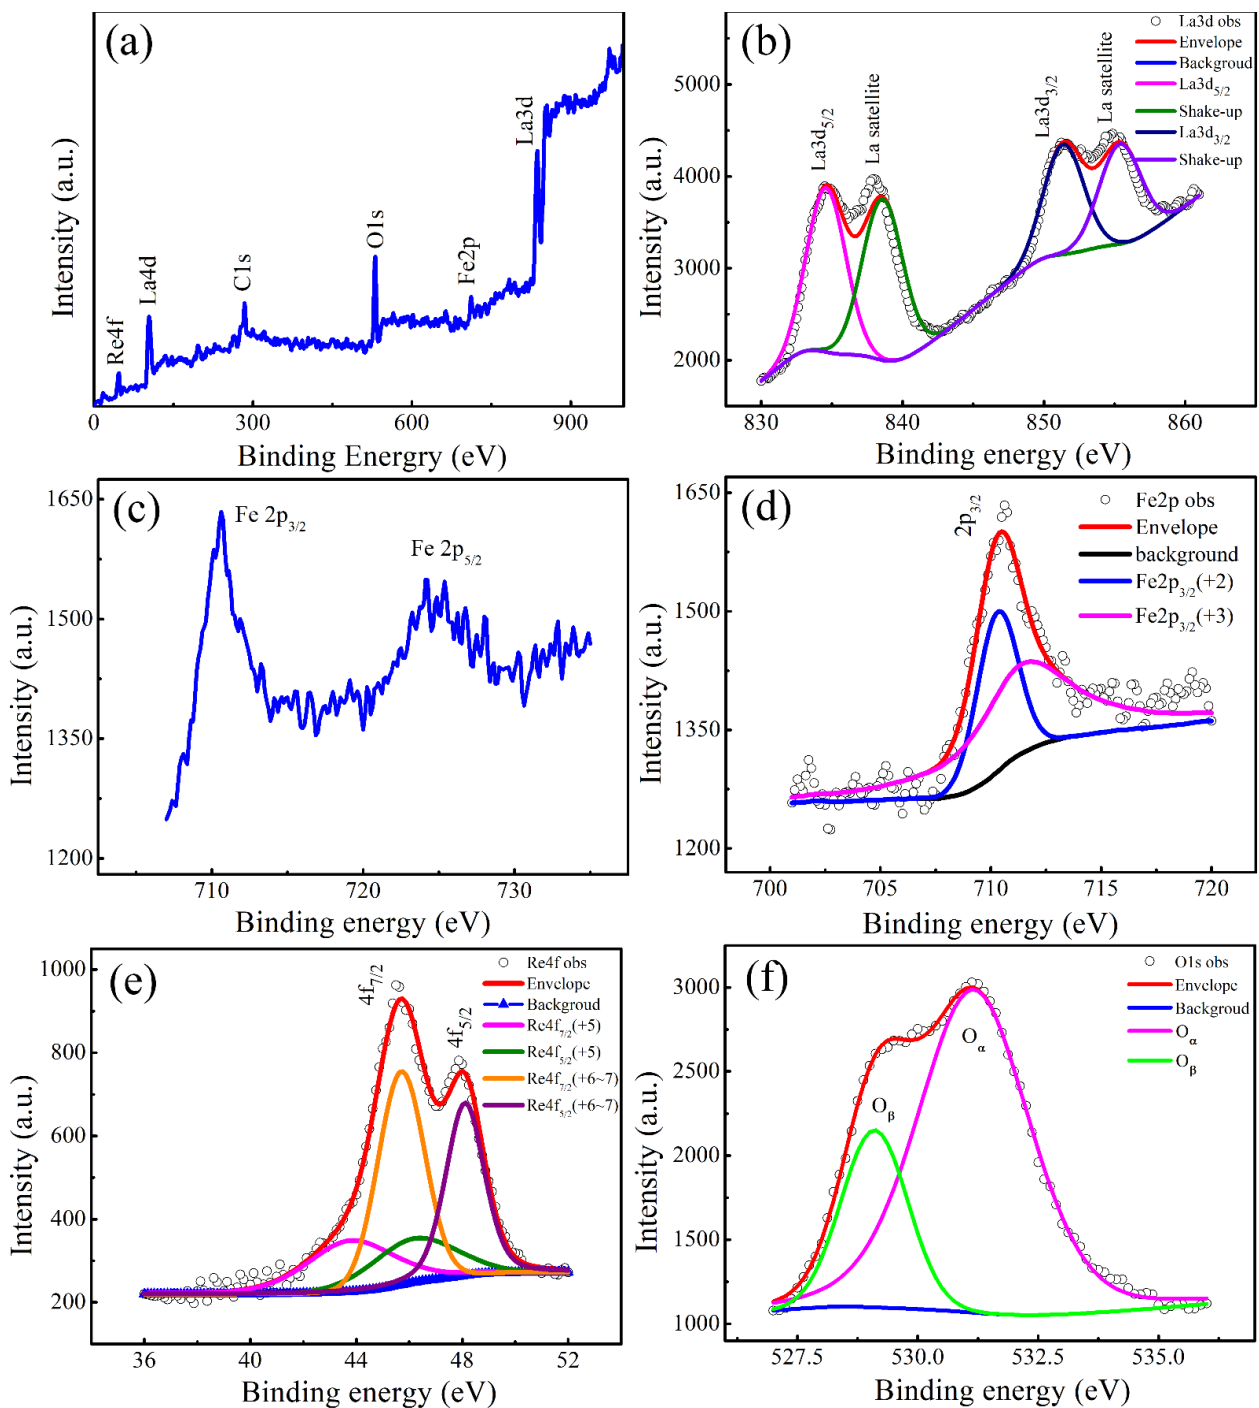 (a)
Re4f
La4d
C1s
O1s
Fe2p
La3d
Intensity (a.u.)
0 300 600 900
Binding Energry (eV)
(b)
La3d5/2
La satellite
La3d3/2
La satellite
La3d obs
Envelope
Backgroud
La3d5/2
Shake-up
La3d3/2
Shake-up
5000
4000
3000
2000
Intensity (a.u.)
830 840 850 860
Binding energy (eV)
(c)
Fe 2p3/2
Fe 2p5/2
1650
1500
1350
1200
Intensity (a.u.)
710 720 730
Binding energy (eV)
(d)
2p3/2
Fe2p obs
Envelope
background
Fe2p3/2(+2)
Fe2p3/2(+3)
1650
1500
1350
1200
Intensity (a.u.)
700 705 710 715 720
Binding energy (eV)
(e)
4f7/2
4f5/2
Re4f obs
Envelope
Backgroud
Re4f7/2(+5)
Re4f5/2(+5)
Re4f7/2(+6~7)
Re4f5/2(+6~7)
1000
800
600
400
200
Intensity (a.u.)
36 40 44 48 52
Binding energy (eV)
(f)
Oβ
Oα
O1s obs
Envelope
Backgroud
Oα
Oβ
3000
2500
2000
1500
1000
Intensity (a.u.)
527.5 530.0 532.5 535.0
Binding energy (eV)